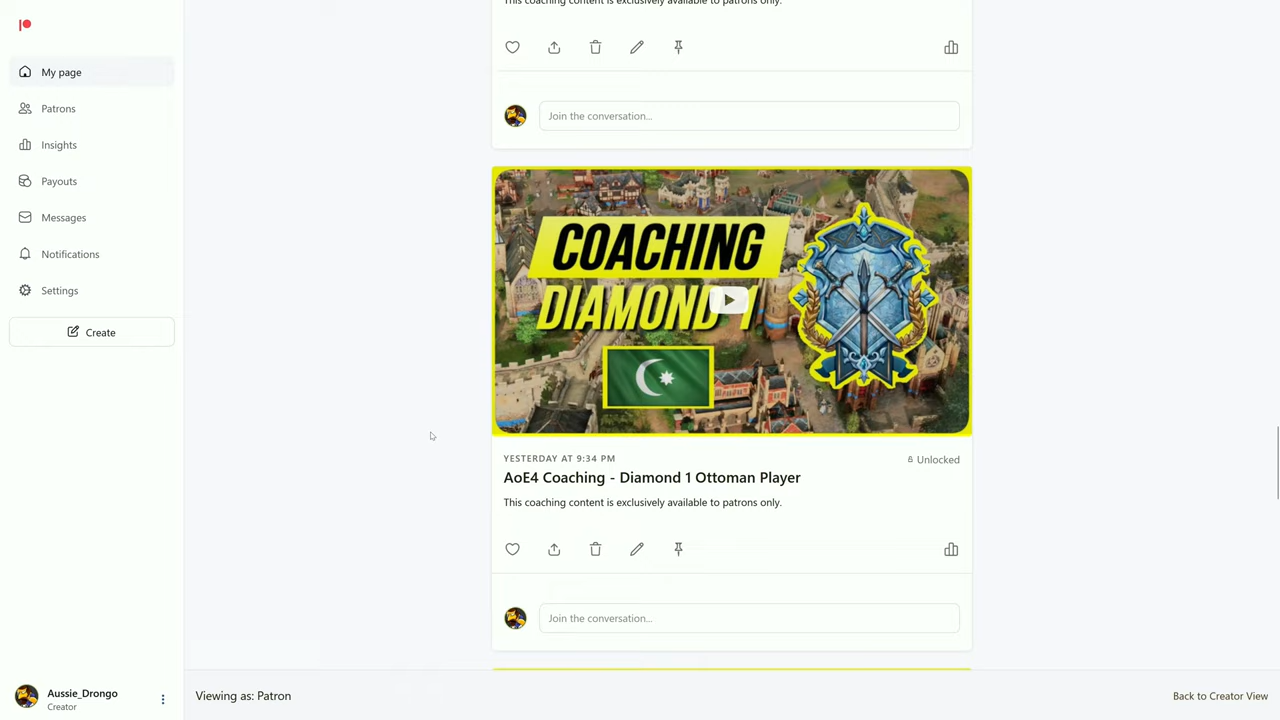 This coaching content is exclusively available to patrons only.
My page
Patrons
Insights
Payouts
Messages
Notifications
Settings
Create
Join the conversation...
COACHING
DIAMOND 1
YESTERDAY AT 9:34 PM
Unlocked
AoE4 Coaching - Diamond 1 Ottoman Player
This coaching content is exclusively available to patrons only.
Join the conversation...
Aussie_Drongo
Creator
Viewing as: Patron
Back to Creator View